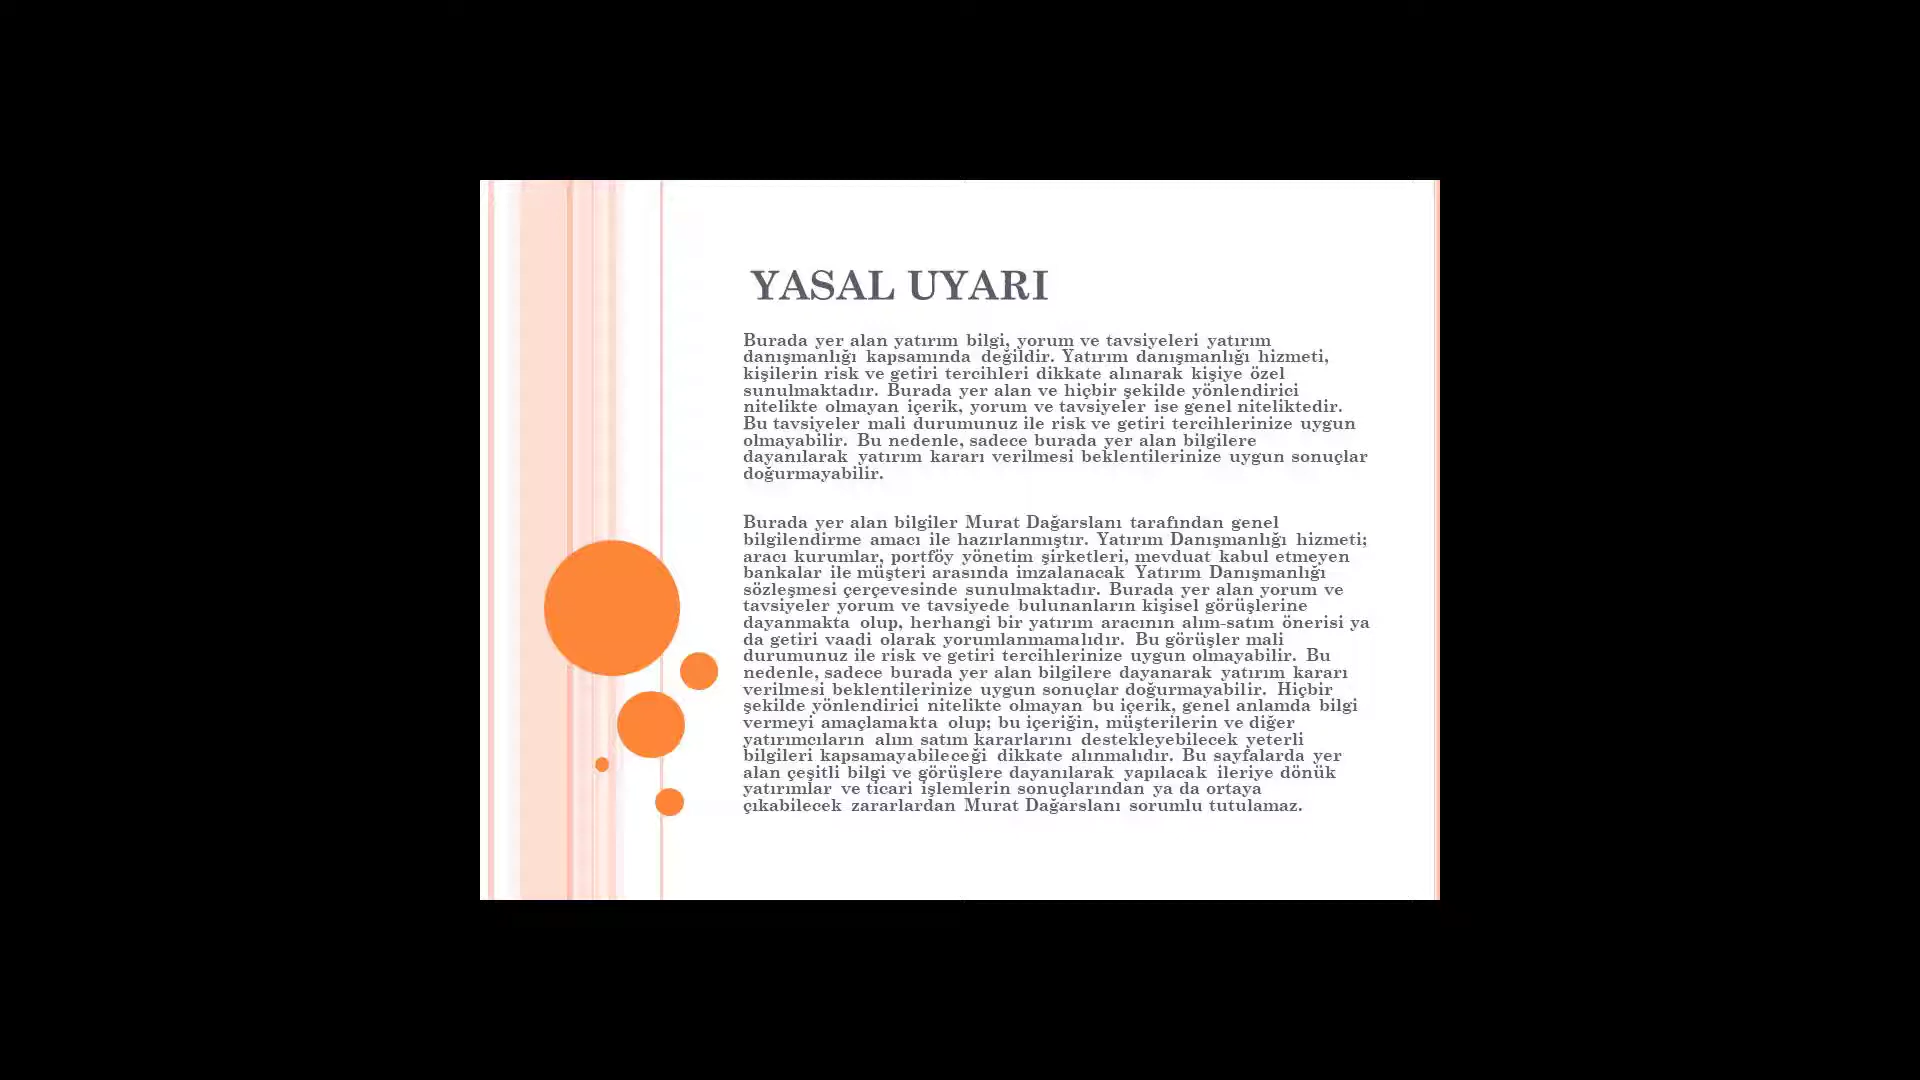 YASAL UYARI
Burada yer alan yatırım bilgi, yorum ve tavsiyeleri yatırım
danışmanlığı kapsamında değildir. Yatırım danışmanlığı hizmeti,
kişilerin risk ve getiri tercihleri dikkate alınarak kişiye özel
sunulmaktadır. Burada yer alan ve hiçbir şekilde yönlendirici
nitelikte olmayan içerik, yorum ve tavsiyeler ise genel niteliktedir.
Bu tavsiyeler mali durumunuz ile risk ve getiri tercihlerinize uygun
olmayabilir. Bu nedenle, sadece burada yer alan bilgilere
dayanılarak yatırım kararı verilmesi beklentilerinize uygun sonuçlar
doğurmayabilir.
Burada yer alan bilgiler Murat Dağarslanı tarafından genel
bilgilendirme amacı ile hazırlanmıştır. Yatırım Danışmanlığı hizmeti;
aracı kurumlar, portföy yönetim şirketleri, mevduat kabul etmeyen
bankalar ile müşteri arasında imzalanacak Yatırım Danışmanlığı
sözleşmesi çerçevesinde sunulmaktadır. Burada yer alan yorum ve
tavsiyeler yorum ve tavsiyede bulunanların kişisel görüşlerine
dayanmakta olup, herhangi bir yatırım aracının alım-satım önerisi ya
da getiri vaadi olarak yorumlanmamalıdır. Bu görüşler mali
durumunuz ile risk ve getiri tercihlerinize uygun olmayabilir. Bu
nedenle, sadece burada yer alan bilgilere dayanarak yatırım kararı
verilmesi beklentilerinize uygun sonuçlar doğurmayabilir. Hiçbir
şekilde yönlendirici nitelikte olmayan bu içerik, genel anlamda bilgi
vermeyi amaçlamakta olup; bu içeriğin, müşterilerin ve diğer
yatırımcıların alım satım kararlarını destekleyebilecek yeterli
bilgileri kapsamayabileceği dikkate alınmalıdır. Bu sayfalarda yer
alan çeşitli bilgi ve görüşlere dayanılarak yapılacak ileriye dönük
yatırımlar ve ticari işlemlerin sonuçlarından ya da ortaya
çıkabilecek zararlardan Murat Dağarslanı sorumlu tutulamaz.